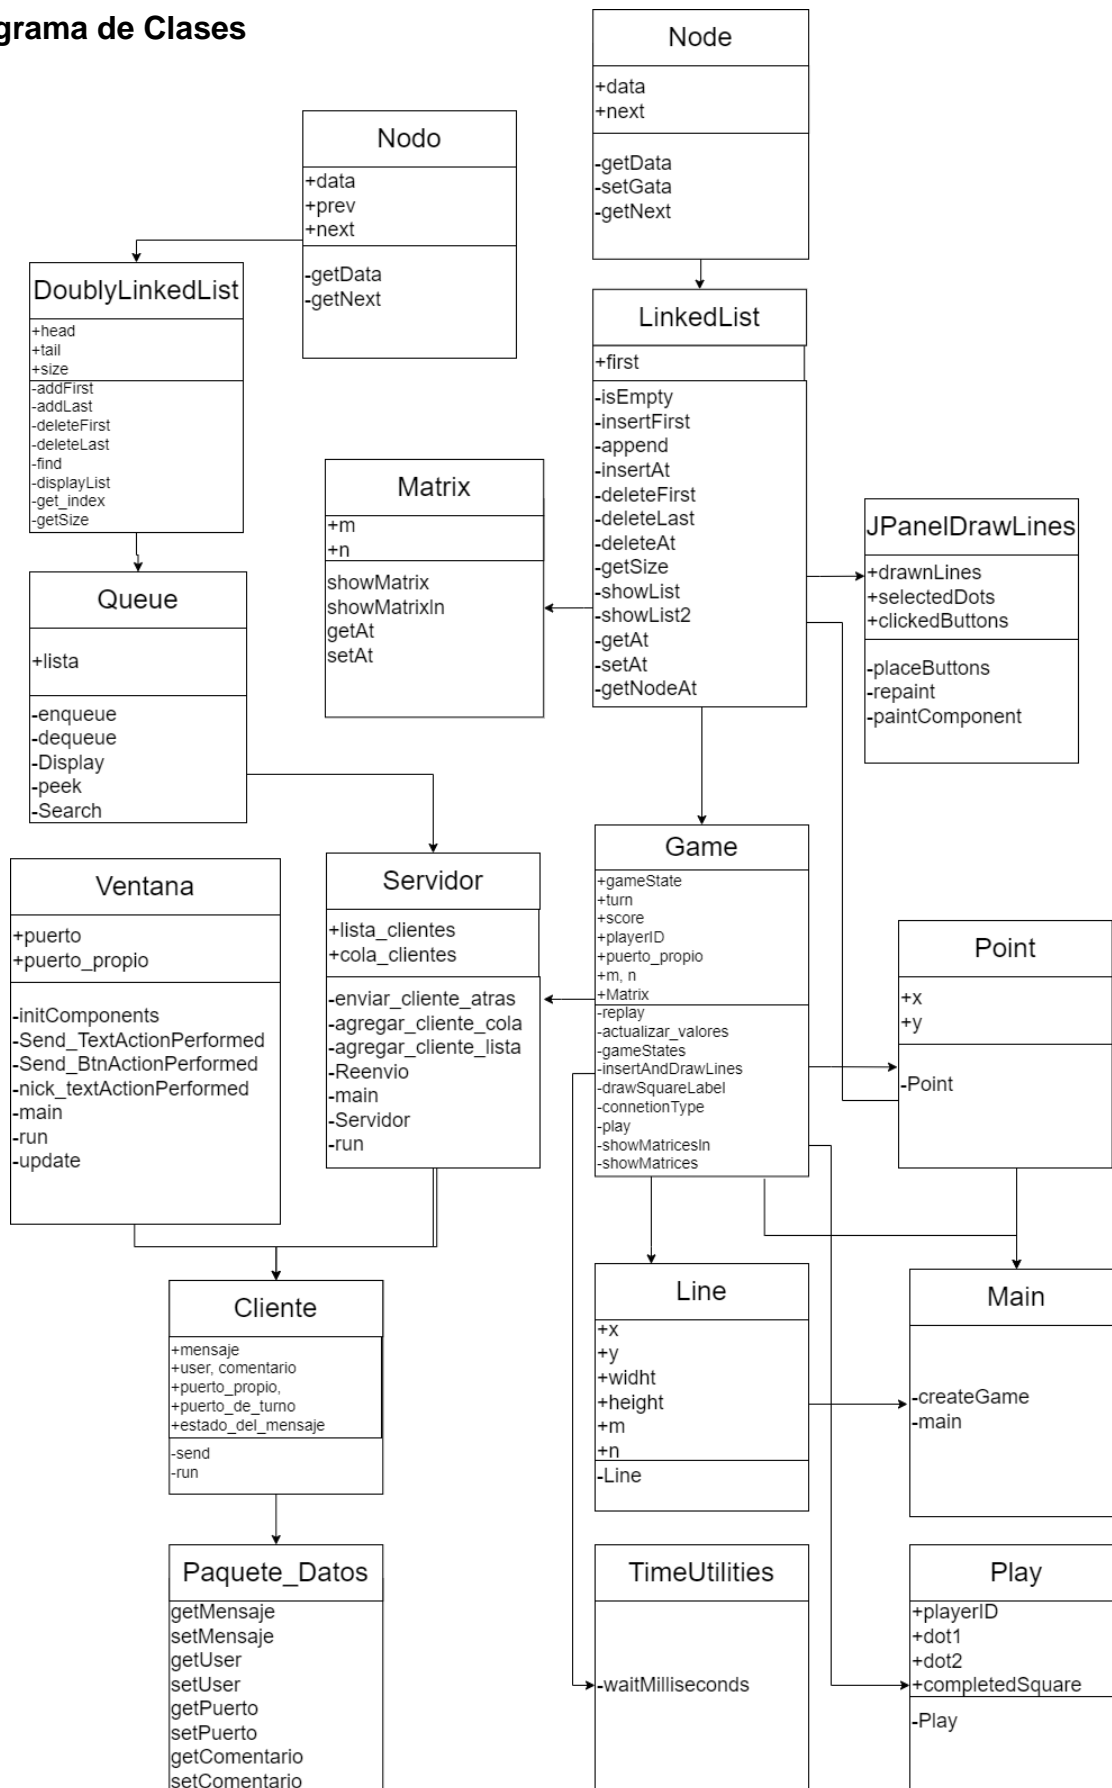 grama de Clases
Node
+data
+next
-getData
-setGata
-getNext
Nodo
+data
+prev
+next
-getData
-getNext
DoublyLinkedList
+head
+tail
+size
-addFirst
-addLast
-deleteFirst
-deleteLast
-find
-displayList
-get_index
-getSize
LinkedList
+first
-isEmpty
-insertFirst
-append
-insertAt
-deleteFirst
-deleteLast
-deleteAt
-getSize
-showList
-showList2
-getAt
-setAt
-getNodeAt
Matrix
+m
+n
showMatrix
showMatrixIn
getAt
setAt
JPanelDrawLines
+drawnLines
+selectedDots
+clickedButtons
-placeButtons
-repaint
-paintComponent
Queue
+lista
-enqueue
-dequeue
-Display
-peek
-Search
Ventana
+puerto
+puerto_propio
-initComponents
-Send_TextActionPerformed
-Send_BtnActionPerformed
-nick_textActionPerformed
-main
-run
-update
Servidor
+lista_clientes
+cola_clientes
-enviar_cliente_atras
-agregar_cliente_cola
-agregar_cliente_lista
-Reenvio
-main
-Servidor
-run
Game
+gameState
+turn
+score
+playerID
+puerto_propio
+m, n
+Matrix
-replay
-actualizar_valores
-gameStates
-insertAndDrawLines
-drawSquareLabel
-connetionType
-play
-showMatricesIn
-showMatrices
Point
+x
+y
-Point
Cliente
+mensaje
+user, comentario
+puerto_propio,
+puerto_de_turno
+estado_del_mensaje
-send
-run
Line
+x
+y
+widht
+height
+m
+n
-Line
Main
-createGame
-main
Paquete_Datos
getMensaje
setMensaje
getUser
setUser
getPuerto
setPuerto
getComentario
setComentario
TimeUtilities
-waitMilliseconds
Play
+playerID
+dot1
+dot2
+completedSquare
-Play